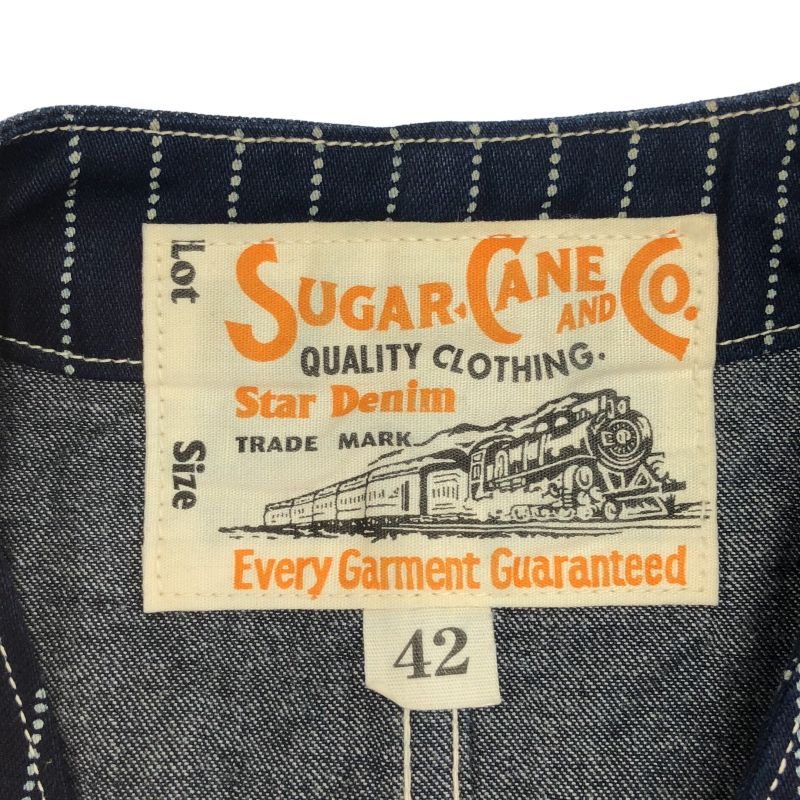 Lot
Size
SUGAR CANE AND CO.
QUALITY CLOTHING.
Star Denim
TRADE MARK
Every Garment Guaranteed
42